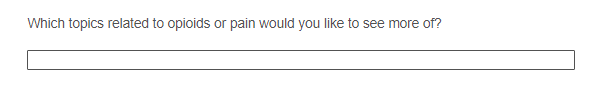 Which topics related to opioids or pain would you like to see more of?